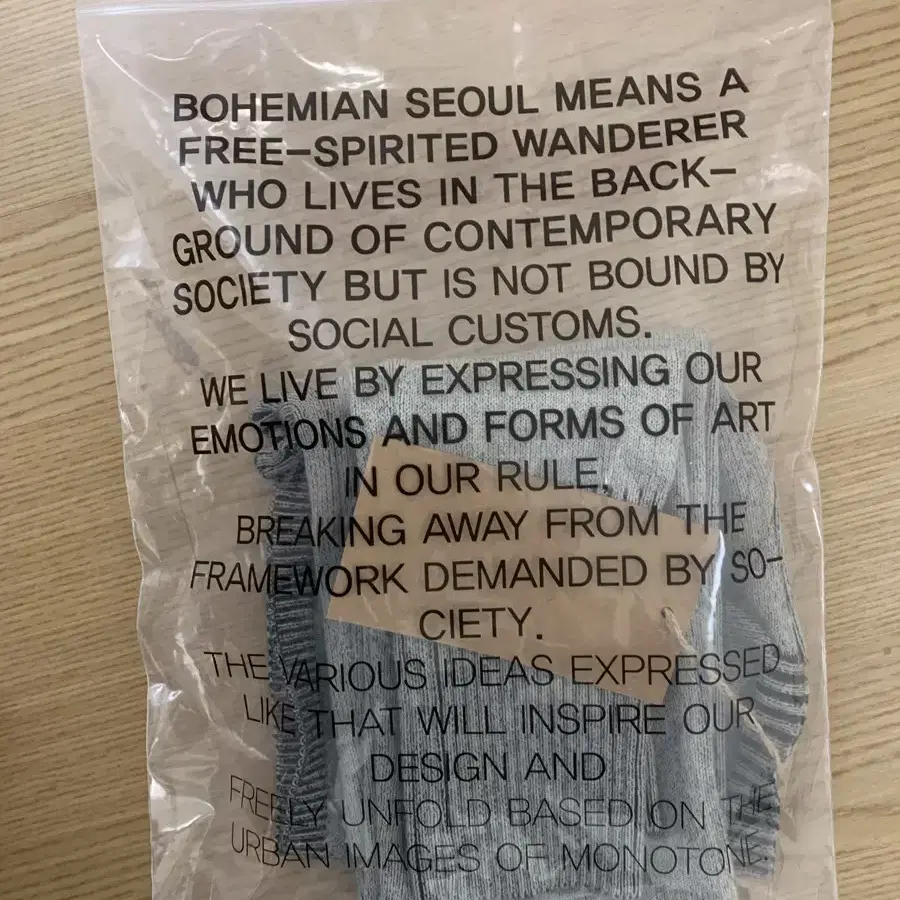 BOHEMIAN SEOUL MEANS A
FREE–SPIRITED WANDERER
WHO LIVES IN THE BACK–
GROUND OF CONTEMPORARY
SOCIETY BUT IS NOT BOUND BY
SOCIAL CUSTOMS.
WE LIVE BY EXPRESSING OUR
EMOTIONS AND FORMS OF ART
IN OUR RULE,
BREAKING AWAY FROM THE
FRAMEWORK DEMANDED BY SO–
CIETY.
THE VARIOUS IDEAS EXPRESSED
LIKE THAT WILL INSPIRE OUR
DESIGN AND
FREELY UNFOLD BASED ON THE
URBAN IMAGES OF MONOTONE.